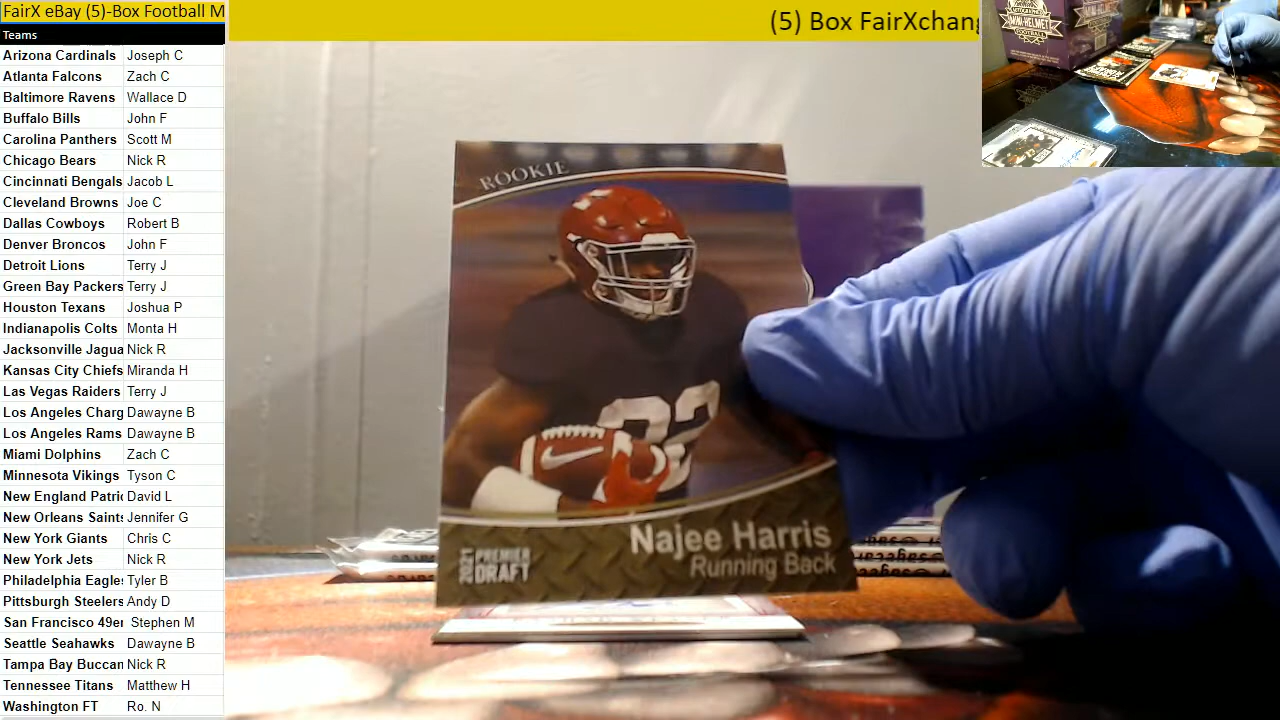 FairX eBay (5)-Box Football M
Teams
Arizona Cardinals Joseph C
Atlanta Falcons Zach C
Baltimore Ravens Wallace D
Buffalo Bills John F
Carolina Panthers Scott M
Chicago Bears Nick R
Cincinnati Bengals Jacob L
Cleveland Browns Joe C
Dallas Cowboys Robert B
Denver Broncos John F
Detroit Lions Terry J
Green Bay Packers Terry J
Houston Texans Joshua P
Indianapolis Colts Monta H
Jacksonville Jagua Nick R
Kansas City Chiefs Miranda H
Las Vegas Raiders Terry J
Los Angeles Charg Dawayne B
Los Angeles Rams Dawayne B
Miami Dolphins Zach C
Minnesota Vikings Tyson C
New England Patri David L
New Orleans Saints Jennifer G
New York Giants Chris C
New York Jets Nick R
Philadelphia Eagle Tyler B
Pittsburgh Steelers Andy D
San Francisco 49er Stephen M
Seattle Seahawks Dawayne B
Tampa Bay Buccan Nick R
Tennessee Titans Matthew H
Washington FT Ro. N
(5) Box FairXchang
MINI-HELMET
FOOTBALL
ROOKIE
22
Najee Harris
Running Back
2021 PREMIER
DRAFT